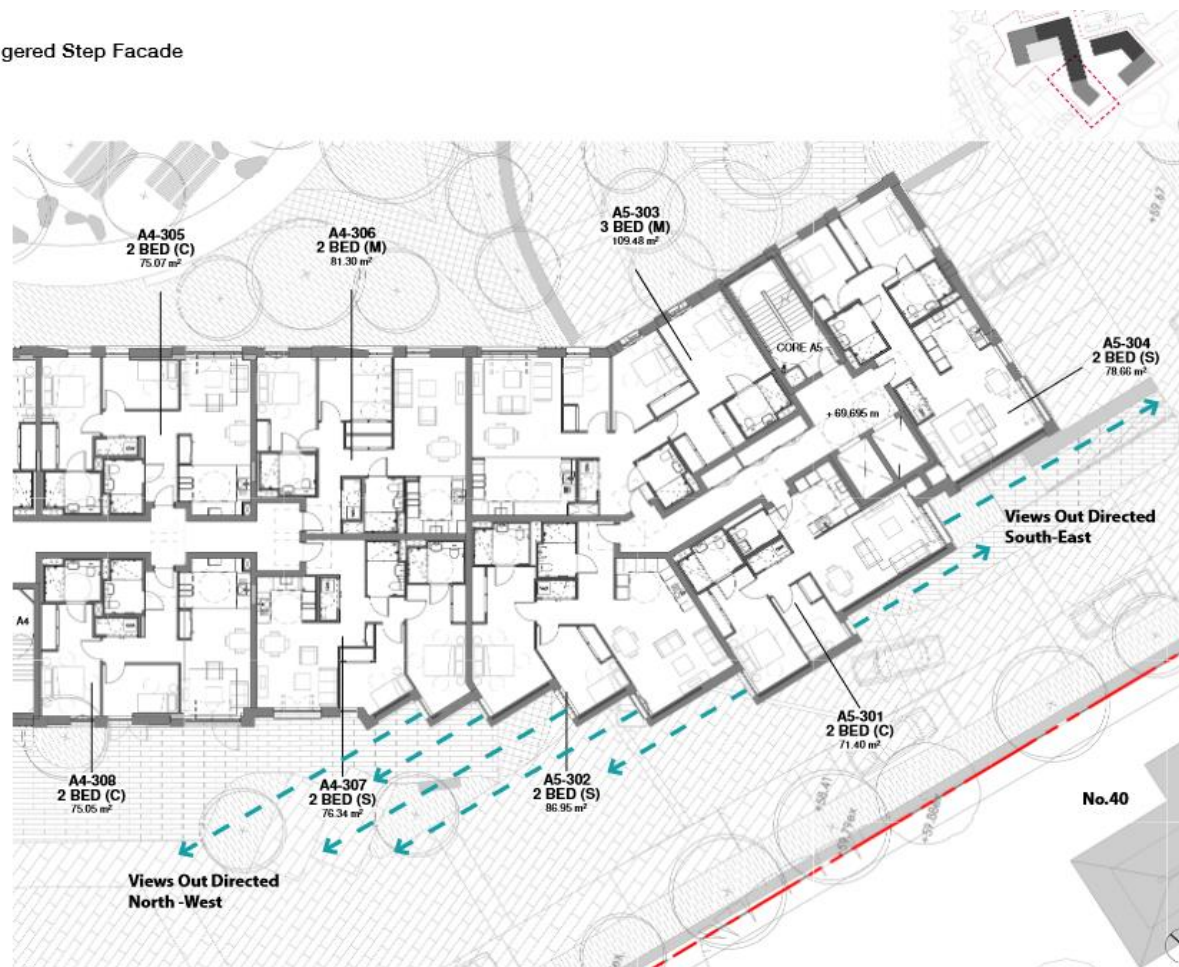 gered Step Facade
A4-305
2 BED (C)
75.07 m²
A4-306
2 BED (M)
81.30 m²
A5-303
3 BED (M)
109.48 m²
CORE A5
+ 69,695 m
A5-304
2 BED (S)
78.66 m²
+59.67
Views Out Directed
South-East
A4
A4-308
2 BED (C)
75.05 m²
A4-307
2 BED (S)
76.34 m²
A5-302
2 BED (S)
86.95 m²
A5-301
2 BED (C)
71.40 m²
+58.41
No.40
Views Out Directed
North -West